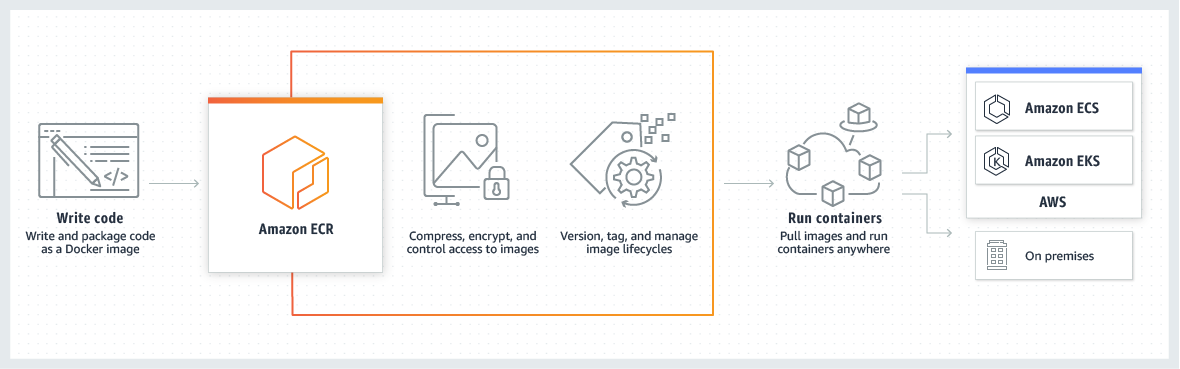 Write code
Write and package code
as a Docker image
</>
Amazon ECR
Compress, encrypt, and
control access to images
Version, tag, and manage
image lifecycles
Run containers
Pull images and run
containers anywhere
Amazon ECS
K
Amazon EKS
AWS
On premises